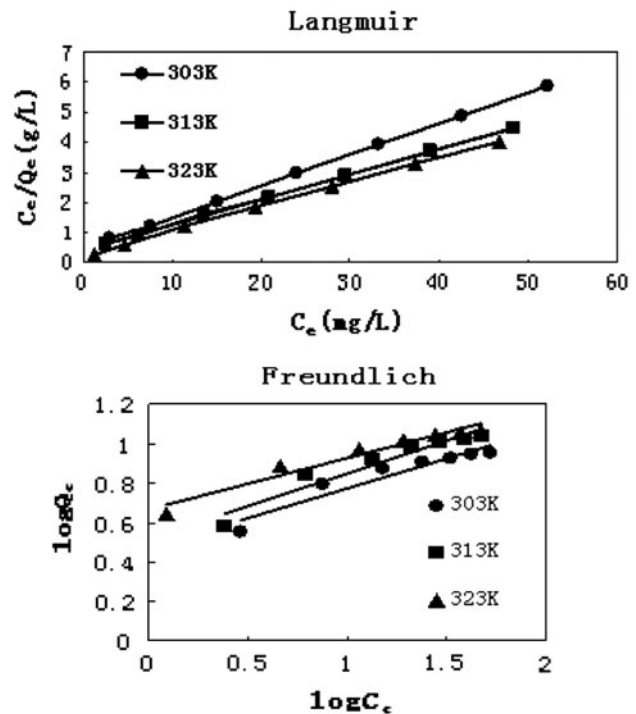 Langmuir
7
6
5
4
3
2
1
0
Cₑ/Qₑ(g/L)
303K
313K
323K
0 10 20 30 40 50 60
Cₑ(mg/L)
Freundlich
1.2
1
0.8
0.6
0.4
0.2
0
logQₑ
303K
313K
323K
0 0.5 1 1.5 2
logCₑ